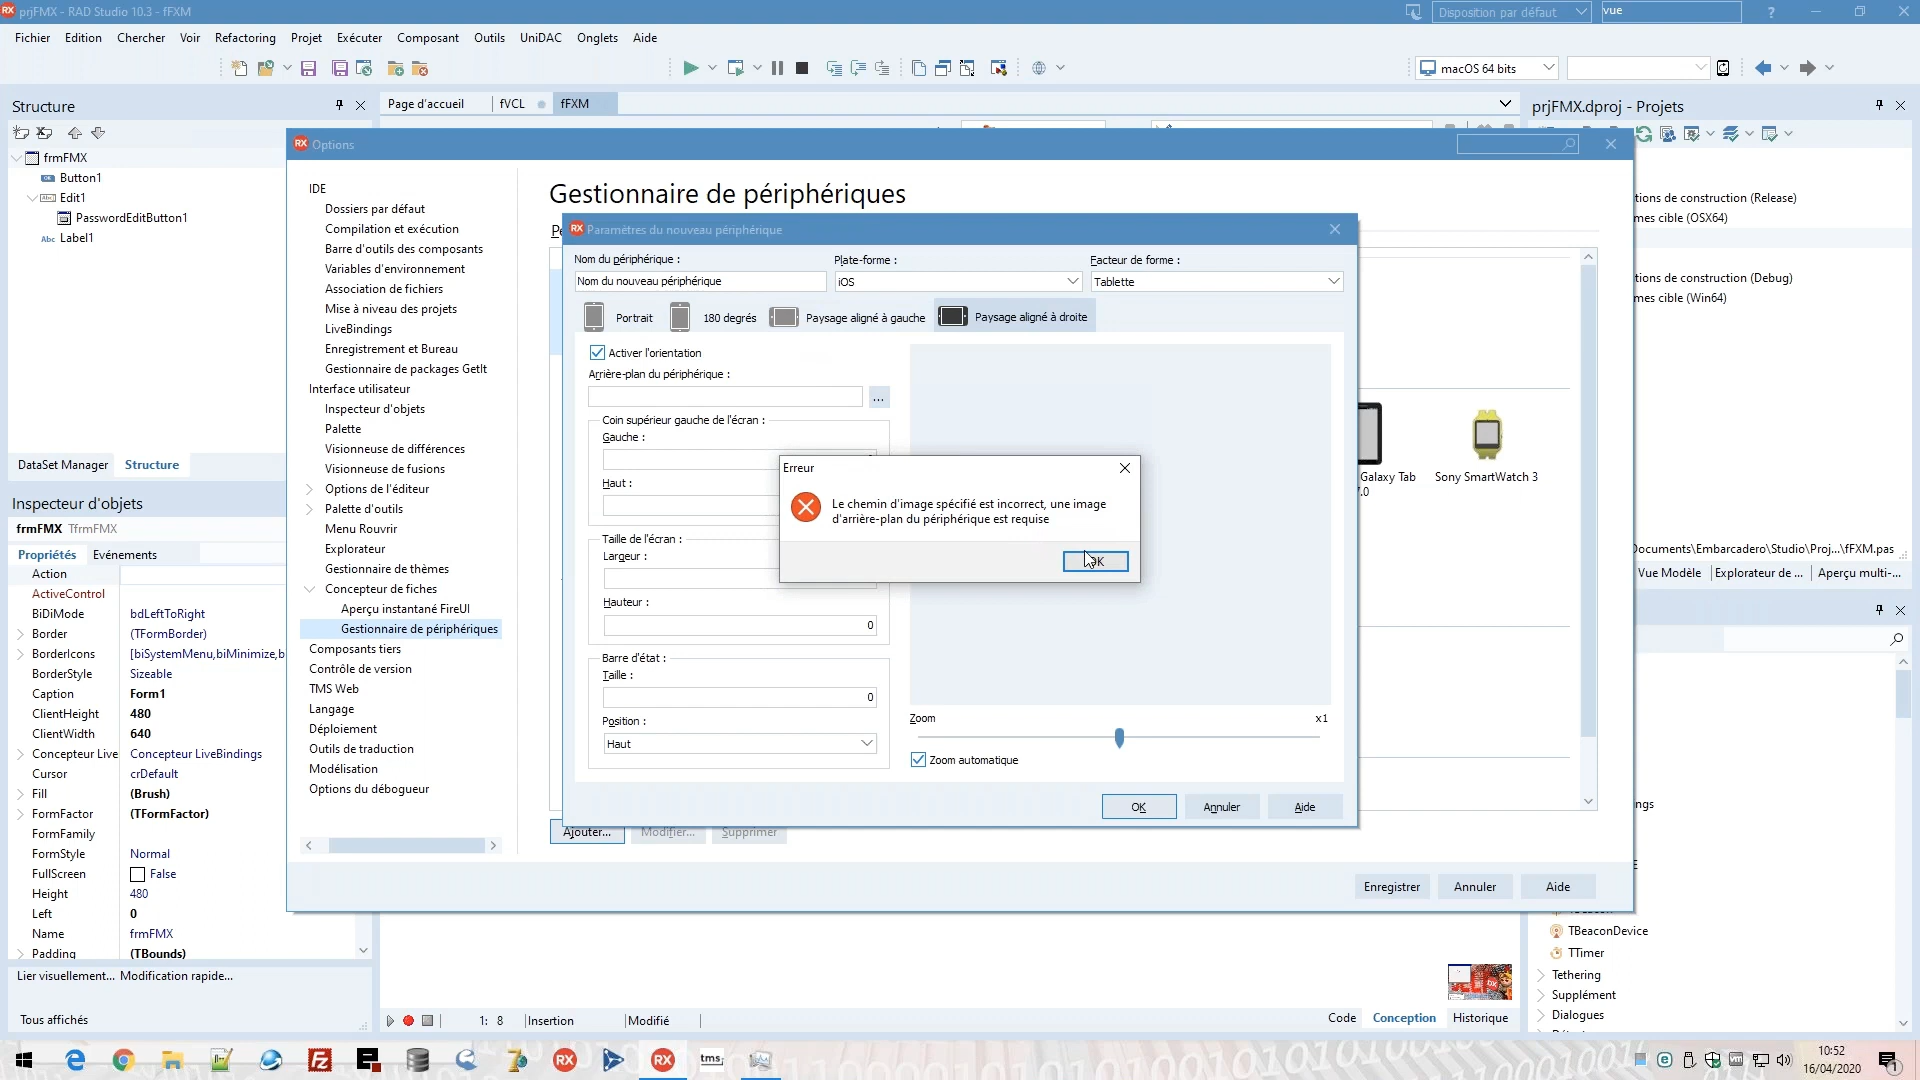 prjFMX - RAD Studio 10.3 - fFXM
Disposition par défaut
vue
Fichier Edition Chercher Voir Refactoring Projet Exécuter Composant Outils UniDAC Onglets Aide
macOS 64 bits
Structure
Page d'accueil
fVCL
fFXM
prjFMX.dproj - Projets
frmFMX
Button1
Edit1
PasswordEditButton1
Label1
DataSet Manager
Structure
Inspecteur d'objets
frmFMX TfrmFMX
Propriétés
Evénements
Action
ActiveControl
BiDiMode bdLeftToRight
Border (TFormBorder)
BorderIcons [biSystemMenu,biMinimize,b
BorderStyle Sizeable
Caption Form1
ClientHeight 480
ClientWidth 640
Concepteur Live Concepteur LiveBindings
Cursor crDefault
Fill (Brush)
FormFactor (TFormFactor)
FormFamily
FormStyle Normal
FullScreen False
Height 480
Left 0
Name frmFMX
Padding (TBounds)
Lier visuellement... Modification rapide...
Tous affichés
Options
IDE
Dossiers par défaut
Compilation et exécution
Barre d'outils des composants
Variables d'environnement
Association de fichiers
Mise à niveau des projets
LiveBindings
Enregistrement et Bureau
Gestionnaire de packages GetIt
Interface utilisateur
Inspecteur d'objets
Palette
Visionneuse de différences
Visionneuse de fusions
Options de l'éditeur
Palette d'outils
Menu Rouvrir
Explorateur
Gestionnaire de thèmes
Concepteur de fiches
Aperçu instantané FireUI
Gestionnaire de périphériques
Composants tiers
Contrôle de version
TMS Web
Langage
Déploiement
Outils de traduction
Modélisation
Options du débogueur
Gestionnaire de périphériques
Paramètres du nouveau périphérique
Nom du périphérique :
Plate-forme :
Facteur de forme :
Nom du nouveau périphérique
iOS
Tablette
Portrait
180 degrés
Paysage aligné à gauche
Paysage aligné à droite
Activer l'orientation
Arrière-plan du périphérique :
...
Coin supérieur gauche de l'écran :
Gauche :
Haut :
Taille de l'écran :
Largeur :
Hauteur :
0
Barre d'état :
Taille :
0
Position :
Haut
Zoom
x1
Zoom automatique
OK
Annuler
Aide
Erreur
Le chemin d'image spécifié est incorrect, une image
d'arrière-plan du périphérique est requise
OK
Galaxy Tab
Sony SmartWatch 3
Ajouter...
Modifier...
Supprimer
Enregistrer
Annuler
Aide
tions de construction (Release)
mes cible (OSX64)
tions de construction (Debug)
mes cible (Win64)
Documents\Embarcadero\Studio\Proj...\fFXM.pas
Vue Modèle
Explorateur de ...
Aperçu multi-...
ngs
TBeaconDevice
TTimer
Tethering
Supplément
Dialogues
1: 8
Insertion
Modifié
Code
Conception
Historique
tms
10:52
16/04/2020